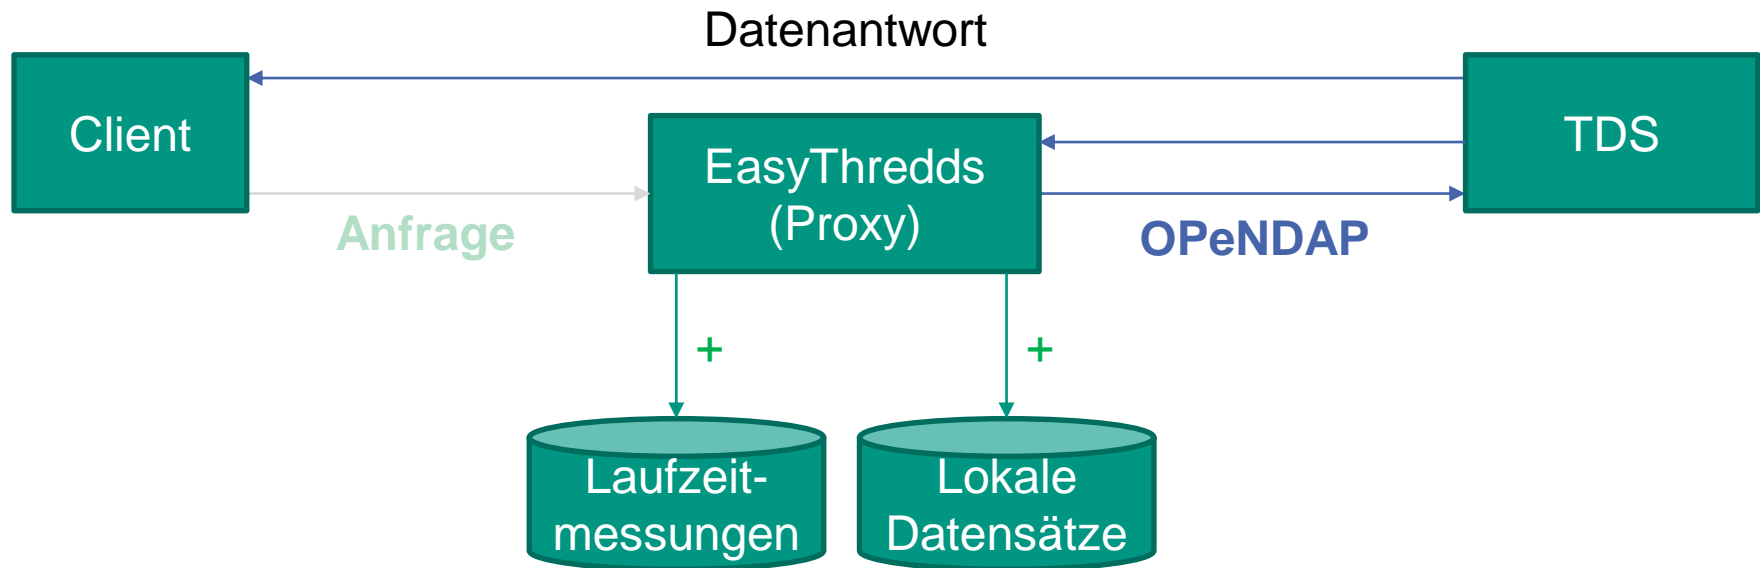 Datenantwort
Client
EasyThredds
(Proxy)
TDS
Anfrage
OPeNDAP
+
+
Laufzeit-
messungen
Lokale
Datensätze